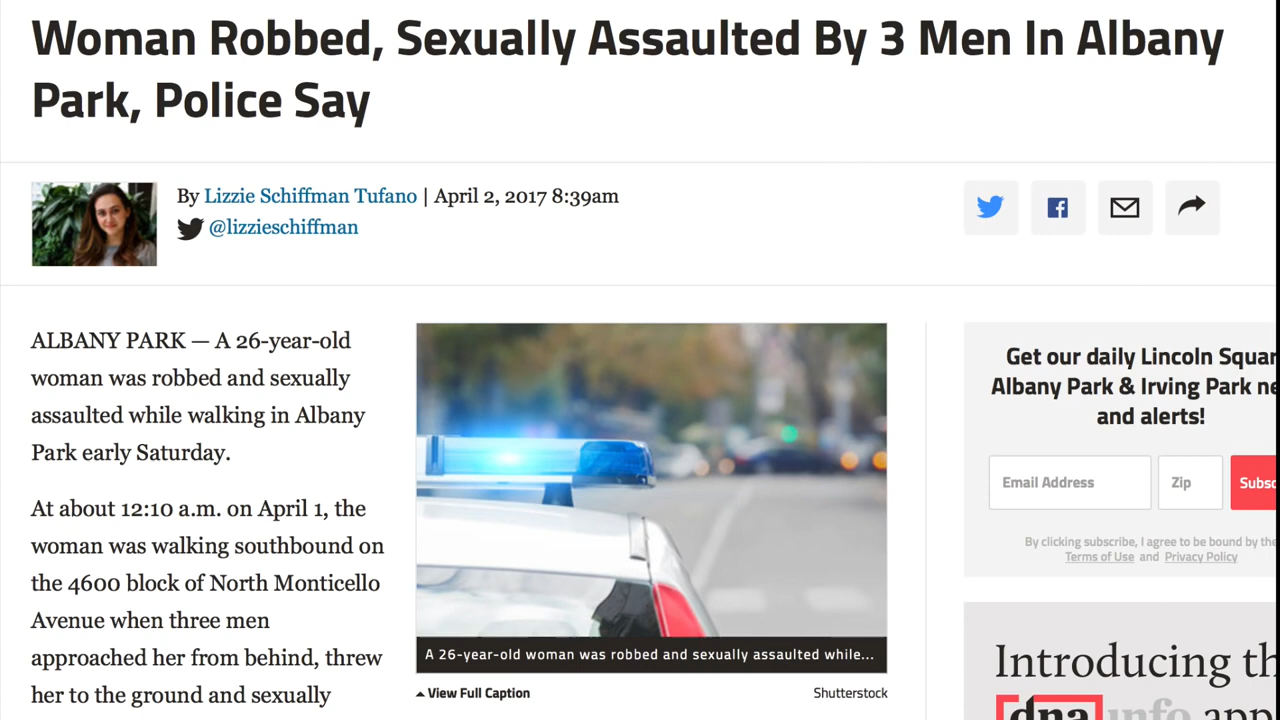 Woman Robbed, Sexually Assaulted By 3 Men In Albany
Park, Police Say
By Lizzie Schiffman Tufano | April 2, 2017 8:39am
@lizzieschiffman
ALBANY PARK — A 26-year-old
woman was robbed and sexually
assaulted while walking in Albany
Park early Saturday.
At about 12:10 a.m. on April 1, the
woman was walking southbound on
the 4600 block of North Monticello
Avenue when three men
approached her from behind, threw
her to the ground and sexually
A 26-year-old woman was robbed and sexually assaulted while...
View Full Caption
Shutterstock
Get our daily Lincoln Squar
Albany Park & Irving Park ne
and alerts!
Email Address
Zip
Subsc
By clicking subscribe, I agree to be bound by the
Terms of Use and Privacy Policy
Introducing th
dna info app